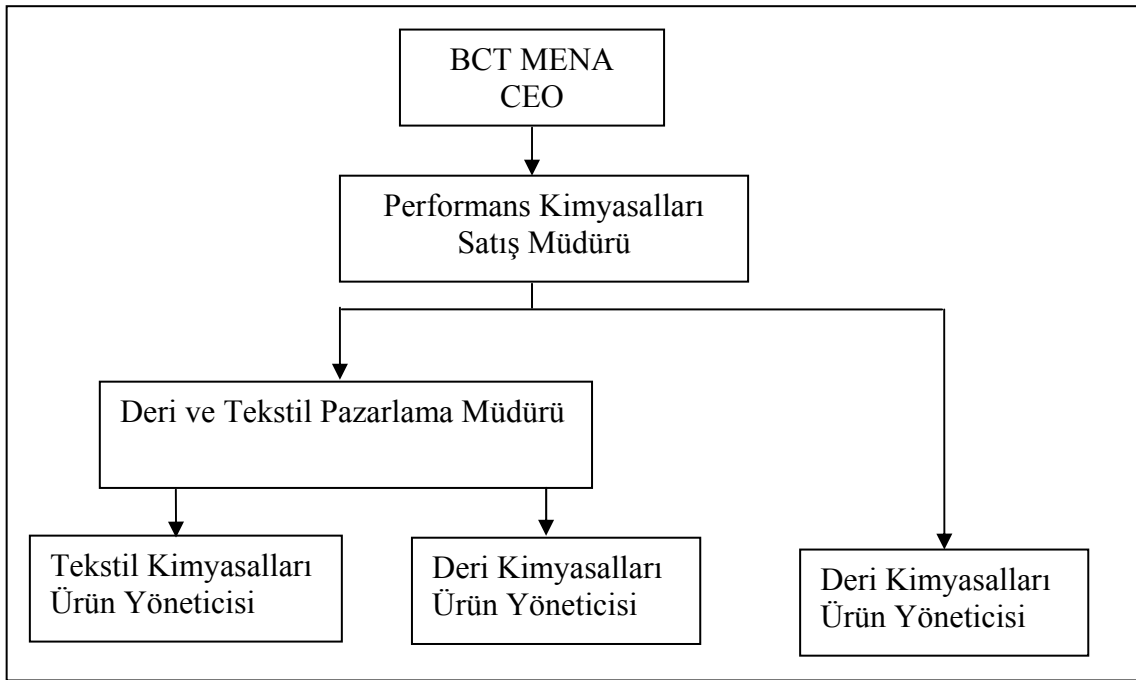 BCT MENA
CEO
Performans Kimyasalları
Satış Müdürü
Deri ve Tekstil Pazarlama Müdürü
Tekstil Kimyasalları
Ürün Yöneticisi
Deri Kimyasalları
Ürün Yöneticisi
Deri Kimyasalları
Ürün Yöneticisi